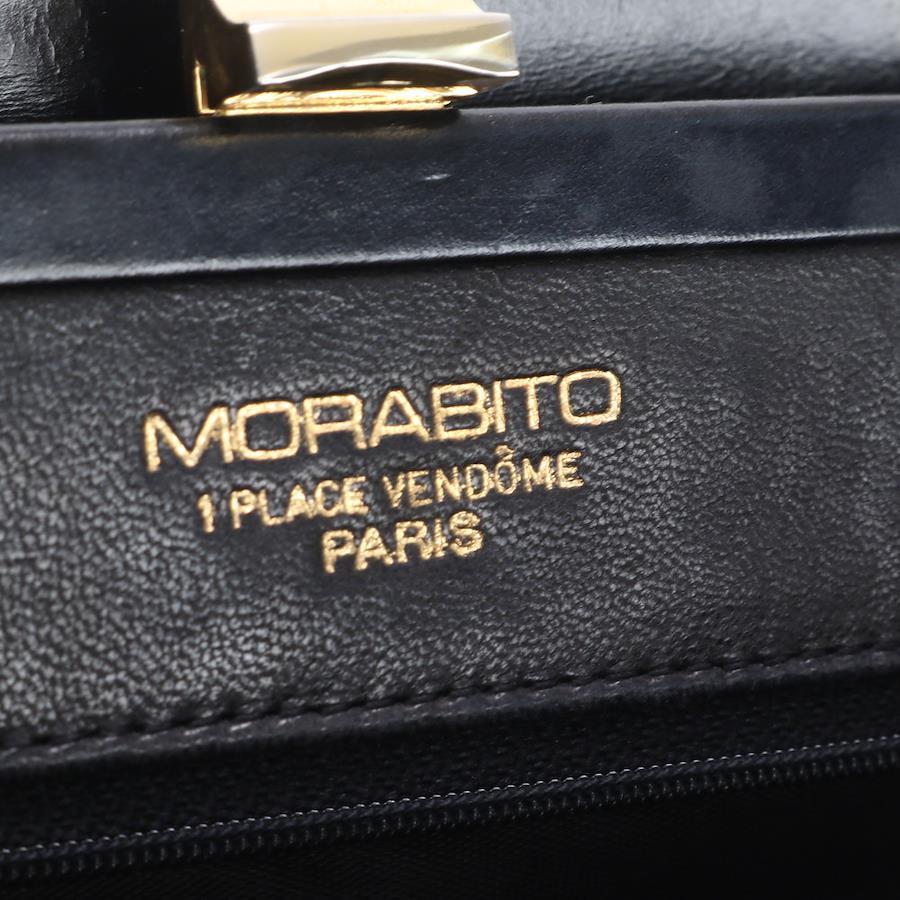 MORABITO
1 PLACE VENDÔME
PARIS